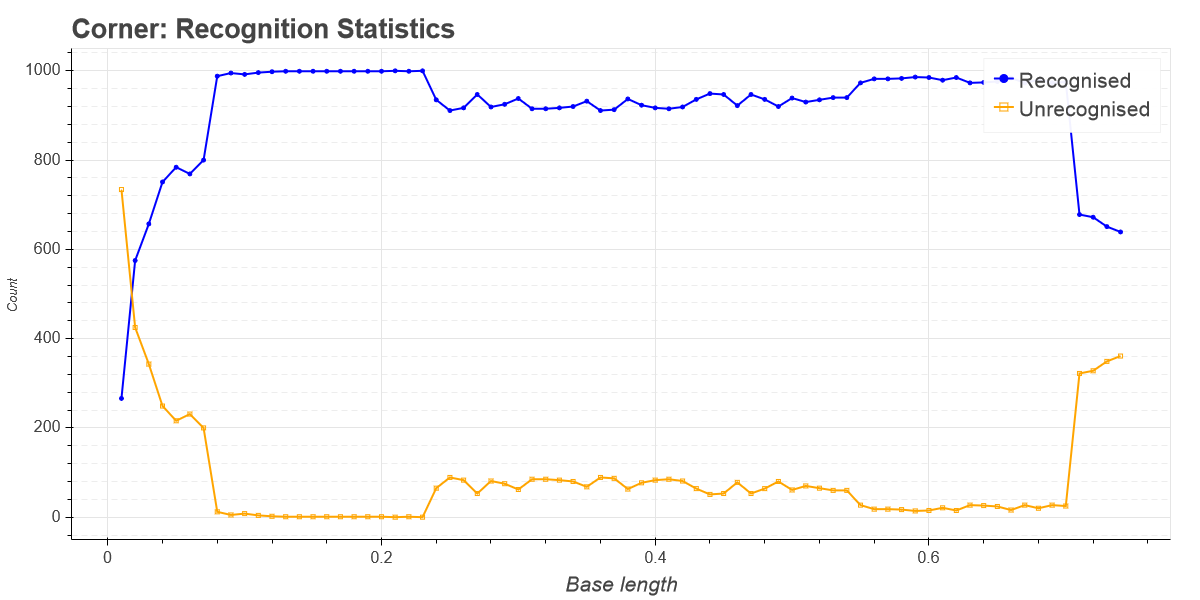 Corner: Recognition Statistics
1000
800
600
400
200
0
Count
0
0.2
0.4
0.6
Base length
Recognised
Unrecognised